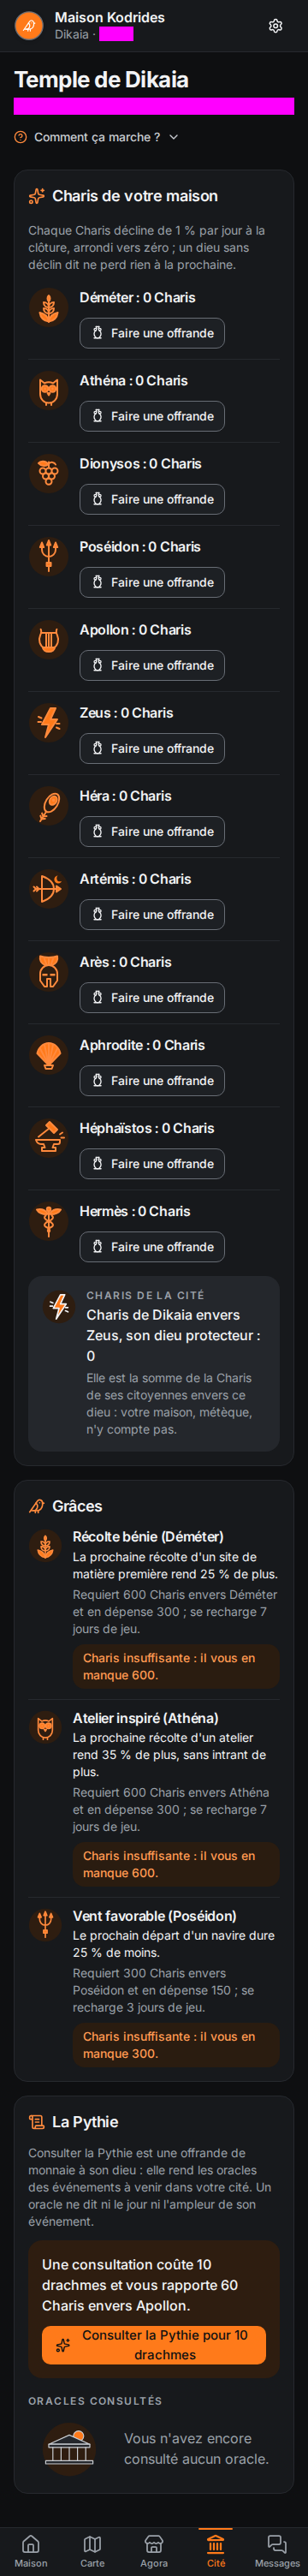 Maison Kodrides
Dikaia ·
Temple de Dikaia
Comment ça marche ?
Charis de votre maison
Chaque Charis décline de 1 % par jour à la
clôture, arrondi vers zéro ; un dieu sans
déclin dit ne perd rien à la prochaine.
Déméter : 0 Charis
Faire une offrande
Athéna : 0 Charis
Faire une offrande
Dionysos : 0 Charis
Faire une offrande
Poséidon : 0 Charis
Faire une offrande
Apollon : 0 Charis
Faire une offrande
Zeus : 0 Charis
Faire une offrande
Héra : 0 Charis
Faire une offrande
Artémis : 0 Charis
Faire une offrande
Arès : 0 Charis
Faire une offrande
Aphrodite : 0 Charis
Faire une offrande
Héphaïstos : 0 Charis
Faire une offrande
Hermès : 0 Charis
Faire une offrande
CHARIS DE LA CITÉ
Charis de Dikaia envers
Zeus, son dieu protecteur :
0
Elle est la somme de la Charis
de ses citoyennes envers ce
dieu : votre maison, métèque,
n'y compte pas.
Grâces
Récolte bénie (Déméter)
La prochaine récolte d'un site de
matière première rend 25 % de plus.
Requiert 600 Charis envers Déméter
et en dépense 300 ; se recharge 7
jours de jeu.
Charis insuffisante : il vous en
manque 600.
Atelier inspiré (Athéna)
La prochaine récolte d'un atelier
rend 35 % de plus, sans intrant de
plus.
Requiert 600 Charis envers Athéna
et en dépense 300 ; se recharge 7
jours de jeu.
Charis insuffisante : il vous en
manque 600.
Vent favorable (Poséidon)
Le prochain départ d'un navire dure
25 % de moins.
Requiert 300 Charis envers
Poséidon et en dépense 150 ; se
recharge 3 jours de jeu.
Charis insuffisante : il vous en
manque 300.
La Pythie
Consulter la Pythie est une offrande de
monnaie à son dieu : elle rend les oracles
des événements à venir dans votre cité. Un
oracle ne dit ni le jour ni l'ampleur de son
événement.
Une consultation coûte 10
drachmes et vous rapporte 60
Charis envers Apollon.
Consulter la Pythie pour 10
drachmes
ORACLES CONSULTÉS
Vous n'avez encore
consulté aucun oracle.
Maison
Carte
Agora
Cité
Messages